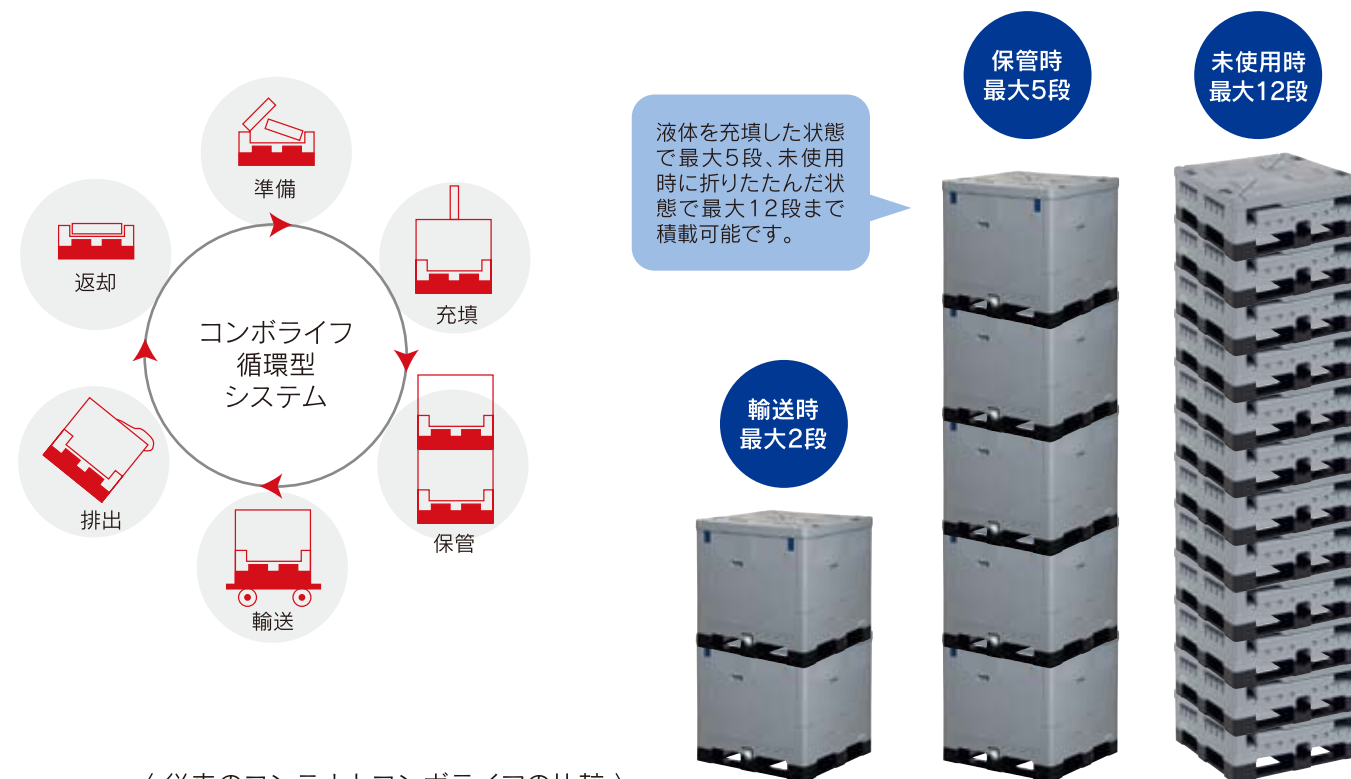 準備
充填
保管
輸送
排出
返却
コンボライフ
循環型
システム
液体を充填した状態
で最大5段、未使用
時に折りたたんだ状
態で最大12段まで
積載可能です。
輸送時
最大2段
保管時
最大5段
未使用時
最大12段